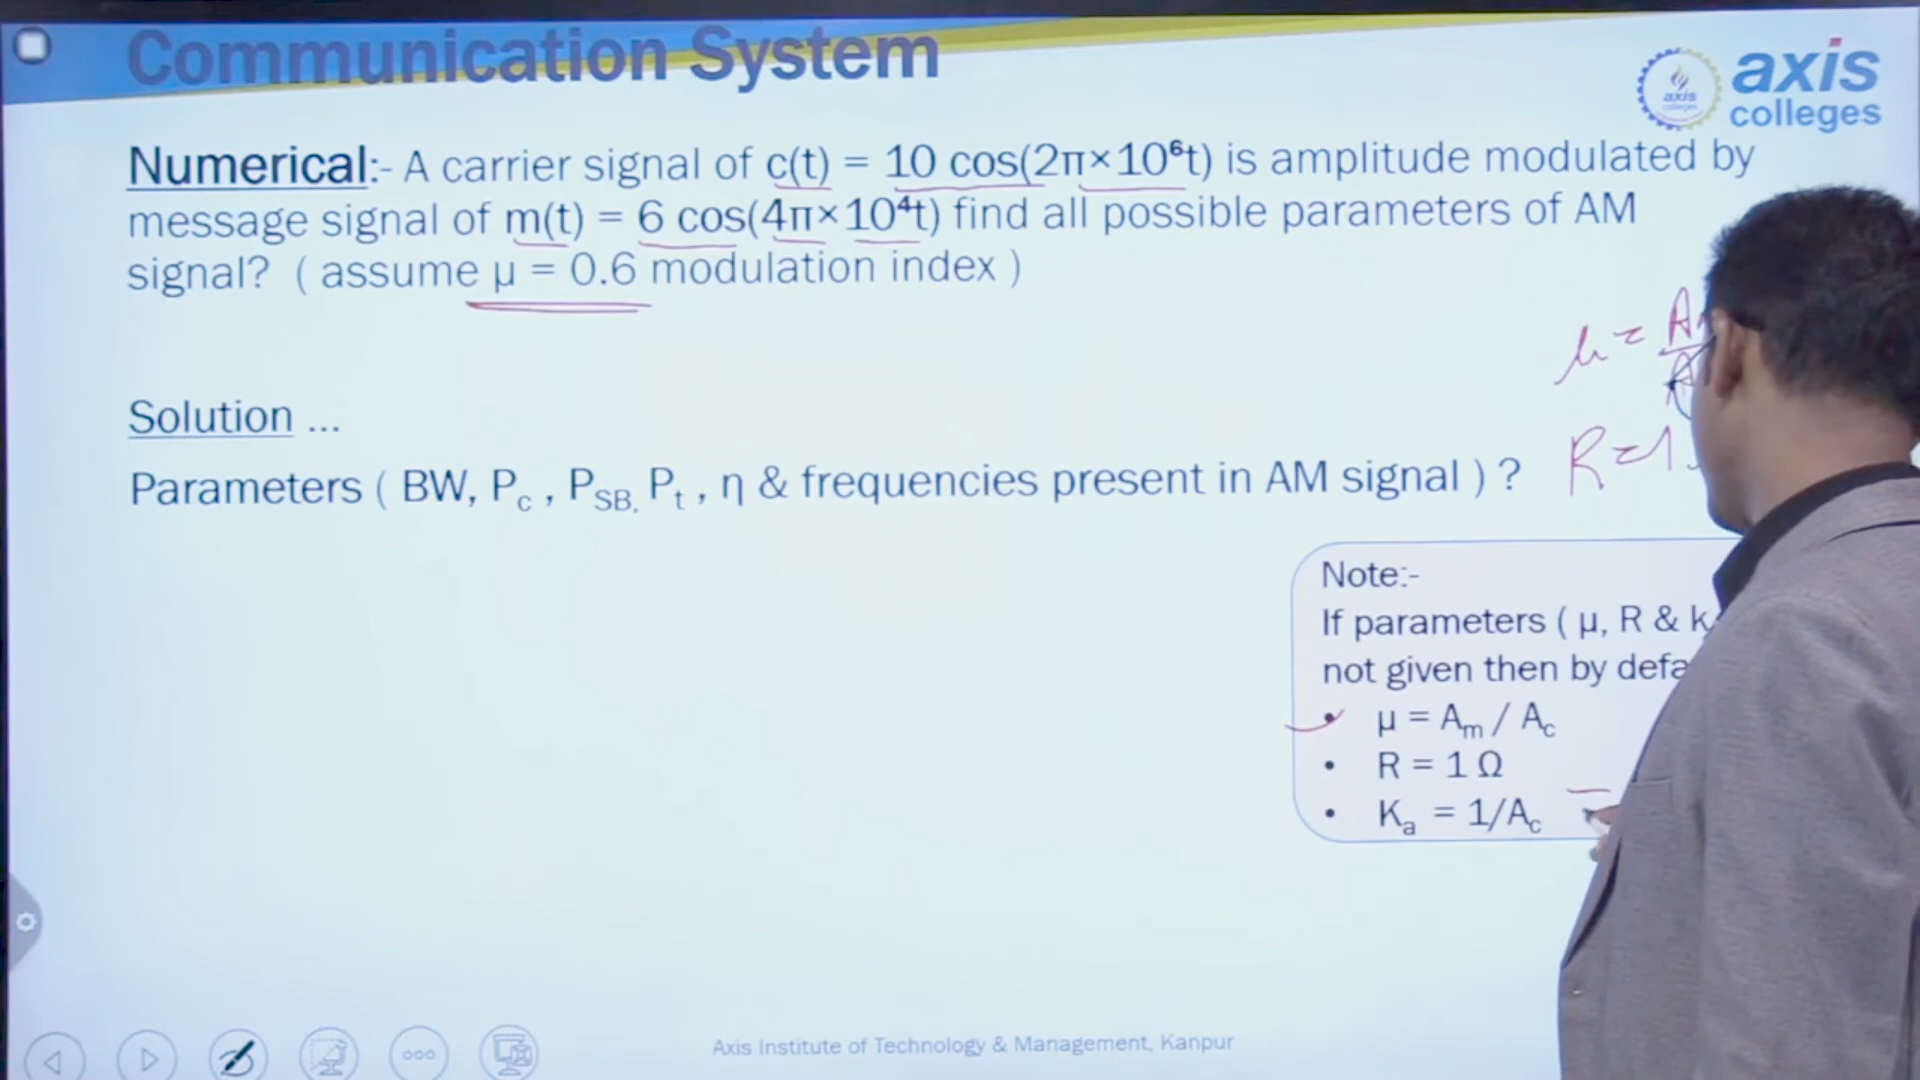 Communication System
axis
colleges
axis
colleges
Numerical:- A carrier signal of c(t) = 10 cos(2π×10⁶t) is amplitude modulated by
message signal of m(t) = 6 cos(4π×10⁴t) find all possible parameters of AM
signal? ( assume μ = 0.6 modulation index )
μ =
Solution ...
Parameters ( BW, Pc , PSB, Pt , η & frequencies present in AM signal ) ?
R = 1
Note:-
If parameters ( μ, R & k
not given then by
• μ = Am / Ac
• R = 1 Ω
• Ka = 1/Ac
Axis Institute of Technology & Management, Kanpur